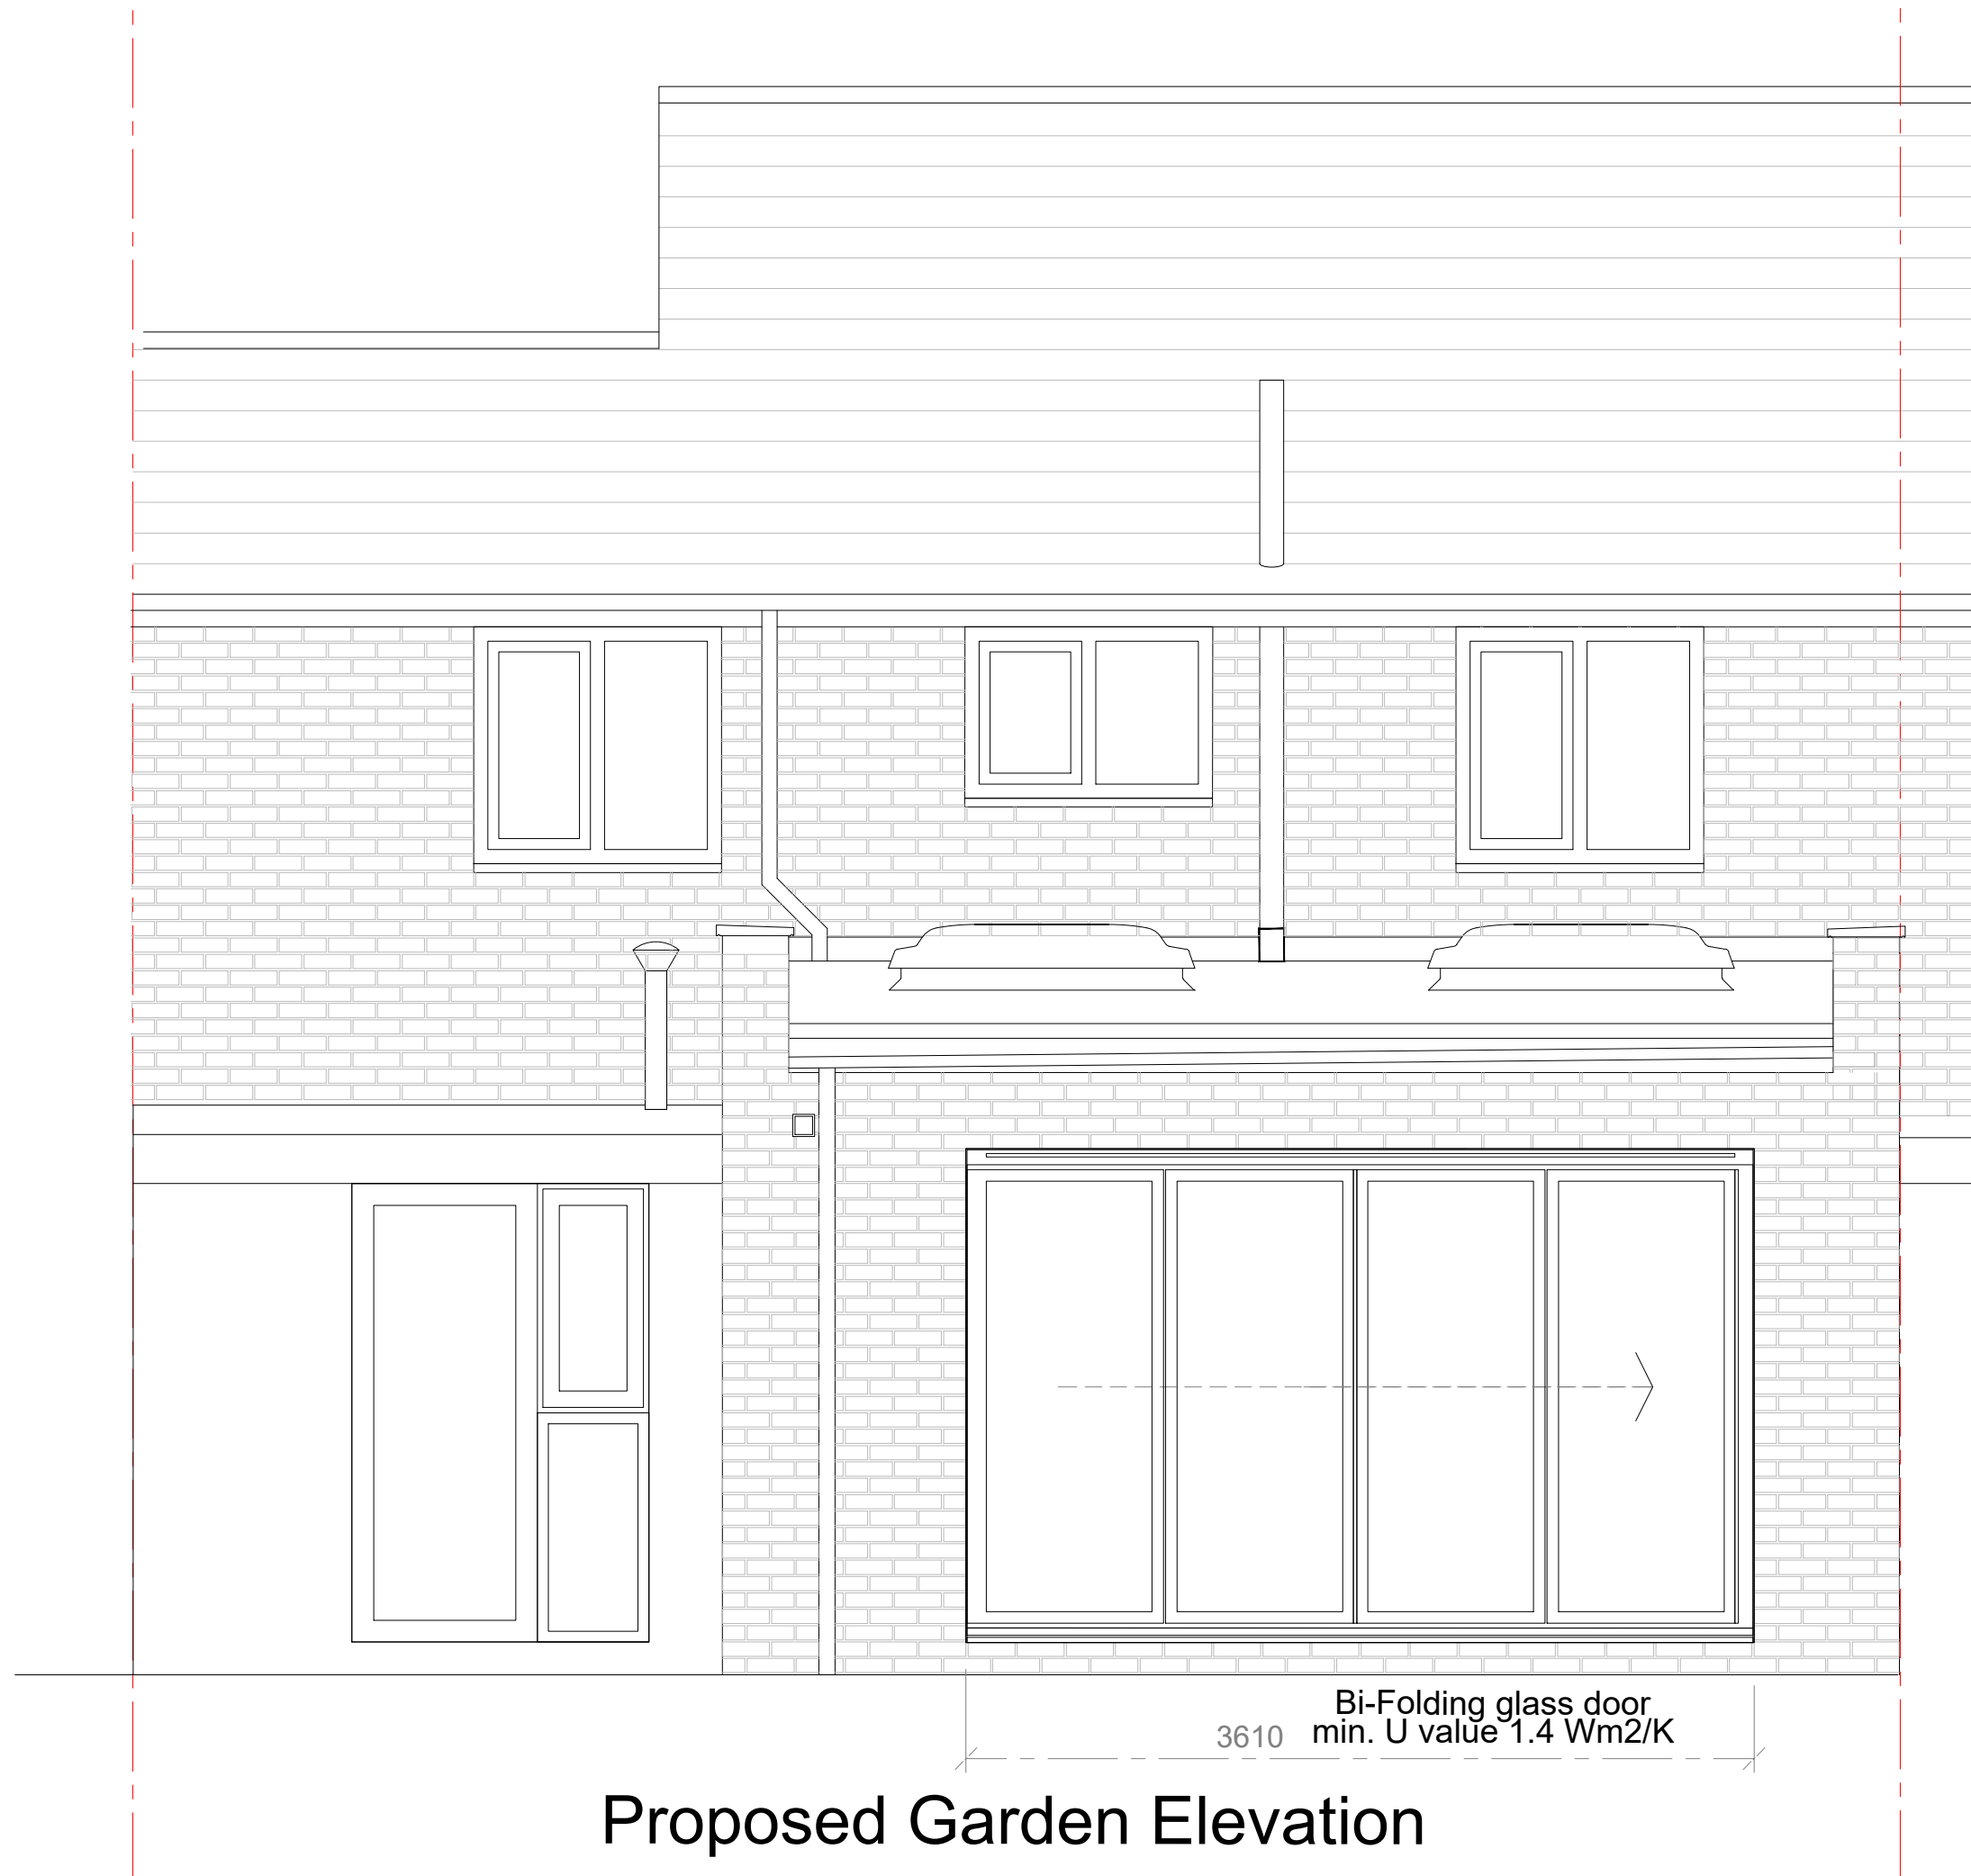 Bi-Folding glass door
3610 min. U value 1.4 Wm2/K
Proposed Garden Elevation